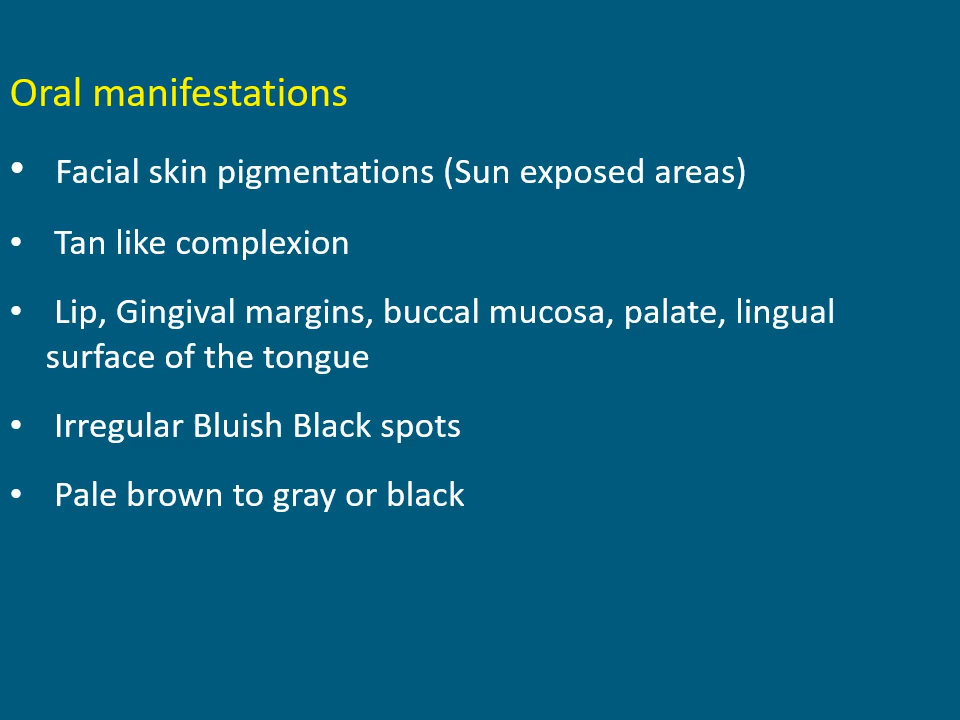 Oral manifestations
• Facial skin pigmentations (Sun exposed areas)
• Tan like complexion
• Lip, Gingival margins, buccal mucosa, palate, lingual
surface of the tongue
• Irregular Bluish Black spots
• Pale brown to gray or black